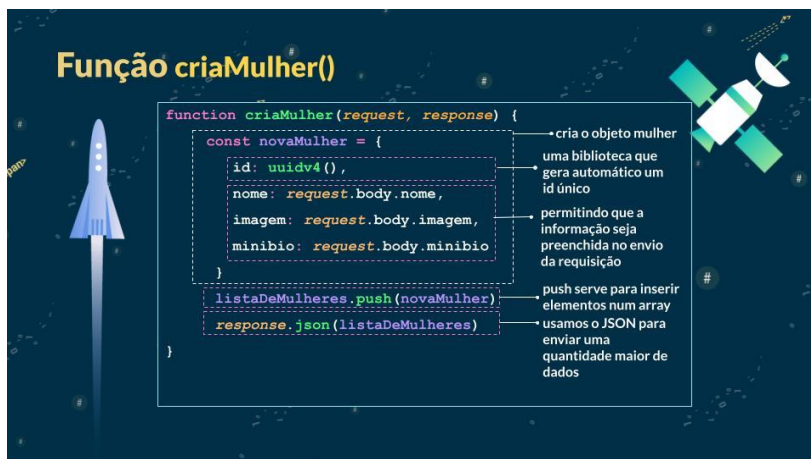 Função criaMulher()
function criaMulher(request, response) {
const novaMulher = {
id: uuidv4(),
nome: request.body.nome,
imagem: request.body.imagem,
minibio: request.body.minibio
}
listaDeMulheres.push(novaMulher)
response.json(listaDeMulheres)
}
cria o objeto mulher
uma biblioteca que
gera automático um
id único
permitindo que a
informação seja
preenchida no envio
da requisição
push serve para inserir
elementos num array
usamos o JSON para
enviar uma
quantidade maior de
dados
pan>
#
#
#
#
#
#
#